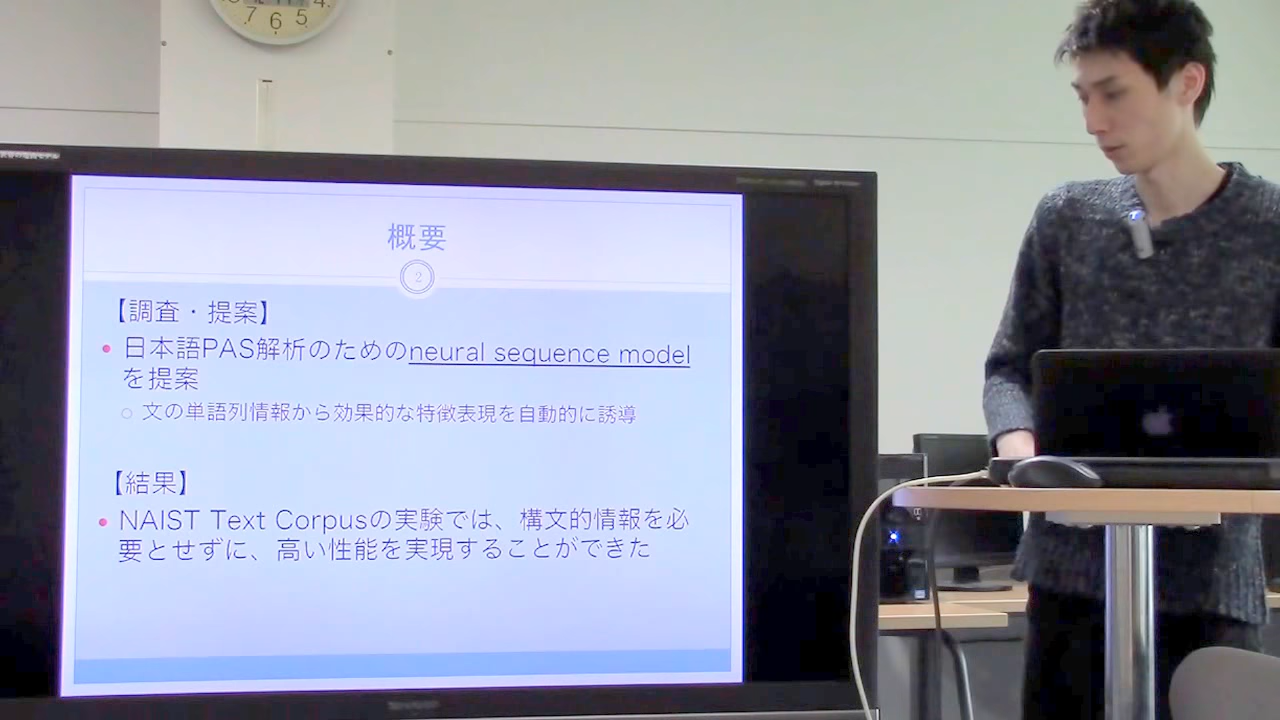 7 6 5 4
概要
2
【調査・提案】
• 日本語PAS解析のためのneural sequence model
を提案
○ 文の単語列情報から効果的な特徴表現を自動的に誘導
【結果】
• NAIST Text Corpusの実験では、構文的情報を必
要とせずに、高い性能を実現することができた